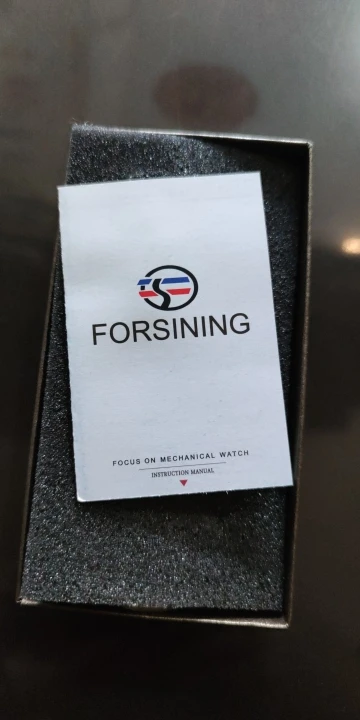 FORSINING
FOCUS ON MECHANICAL WATCH
INSTRUCTION MANUAL